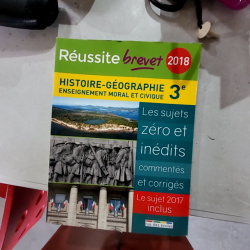 Réussite brevet 2018
HISTOIRE-GÉOGRAPHIE 3e
ENSEIGNEMENT MORAL ET CIVIQUE
Les sujets
zéro et
inédits
commentés
et corrigés
Le sujet 2017
inclus